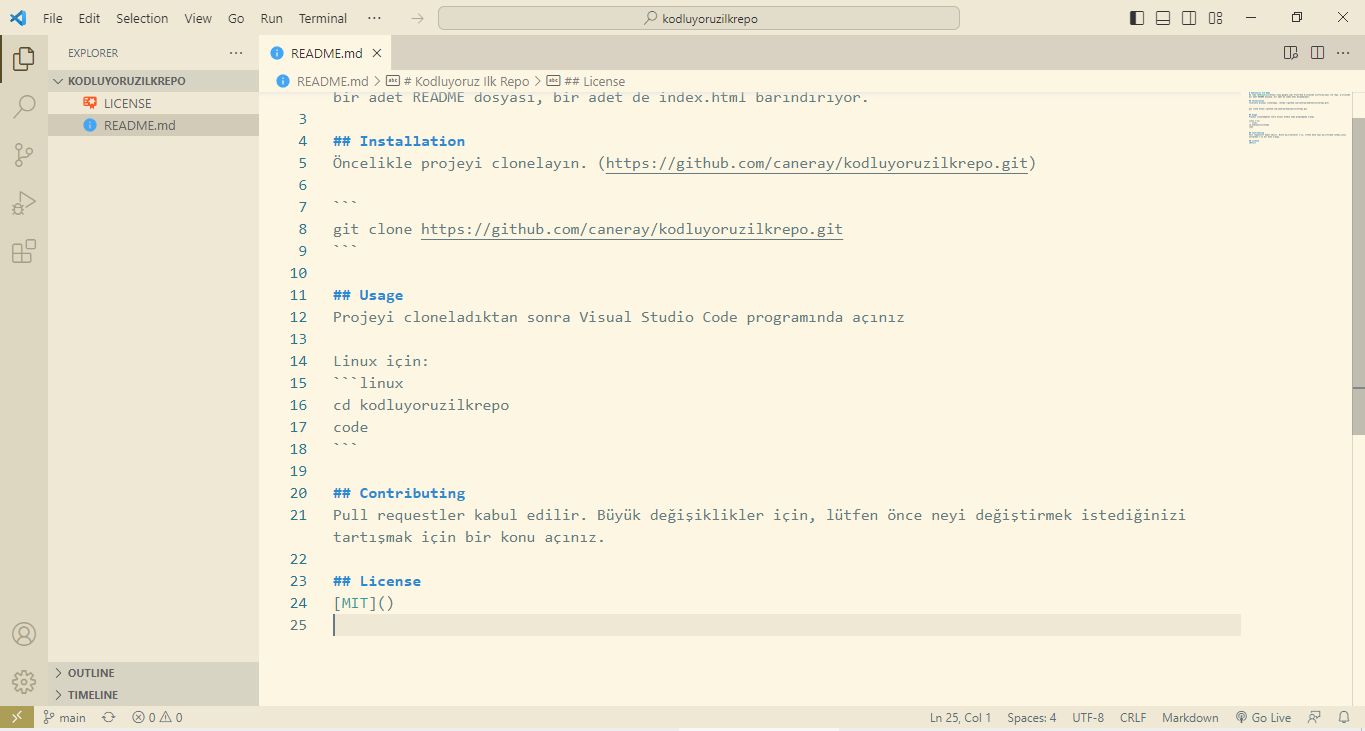 File Edit Selection View Go Run Terminal ··· kodluyoruzilkrepo
EXPLORER ···
KODLUYORUZILKREPO
LICENSE
README.md
README.md
README.md > # Kodluyoruz Ilk Repo > ## License
bir adet README dosyası, bir adet de index.html barındırıyor.
3
4 ## Installation
5 Öncelikle projeyi clonelayın. (https://github.com/caneray/kodluyoruzilkrepo.git)
6
7 ```
8 git clone https://github.com/caneray/kodluyoruzilkrepo.git
9 ```
10
11 ## Usage
12 Projeyi cloneladıktan sonra Visual Studio Code programında açınız
13
14 Linux için:
15 ```linux
16 cd kodluyoruzilkrepo
17 code
18 ```
19
20 ## Contributing
21 Pull requestler kabul edilir. Büyük değişiklikler için, lütfen önce neyi değiştirmek istediğinizi
tartışmak için bir konu açınız.
22
23 ## License
24 [MIT]()
25
OUTLINE
TIMELINE
main 0 0 Ln 25, Col 1 Spaces: 4 UTF-8 CRLF Markdown Go Live